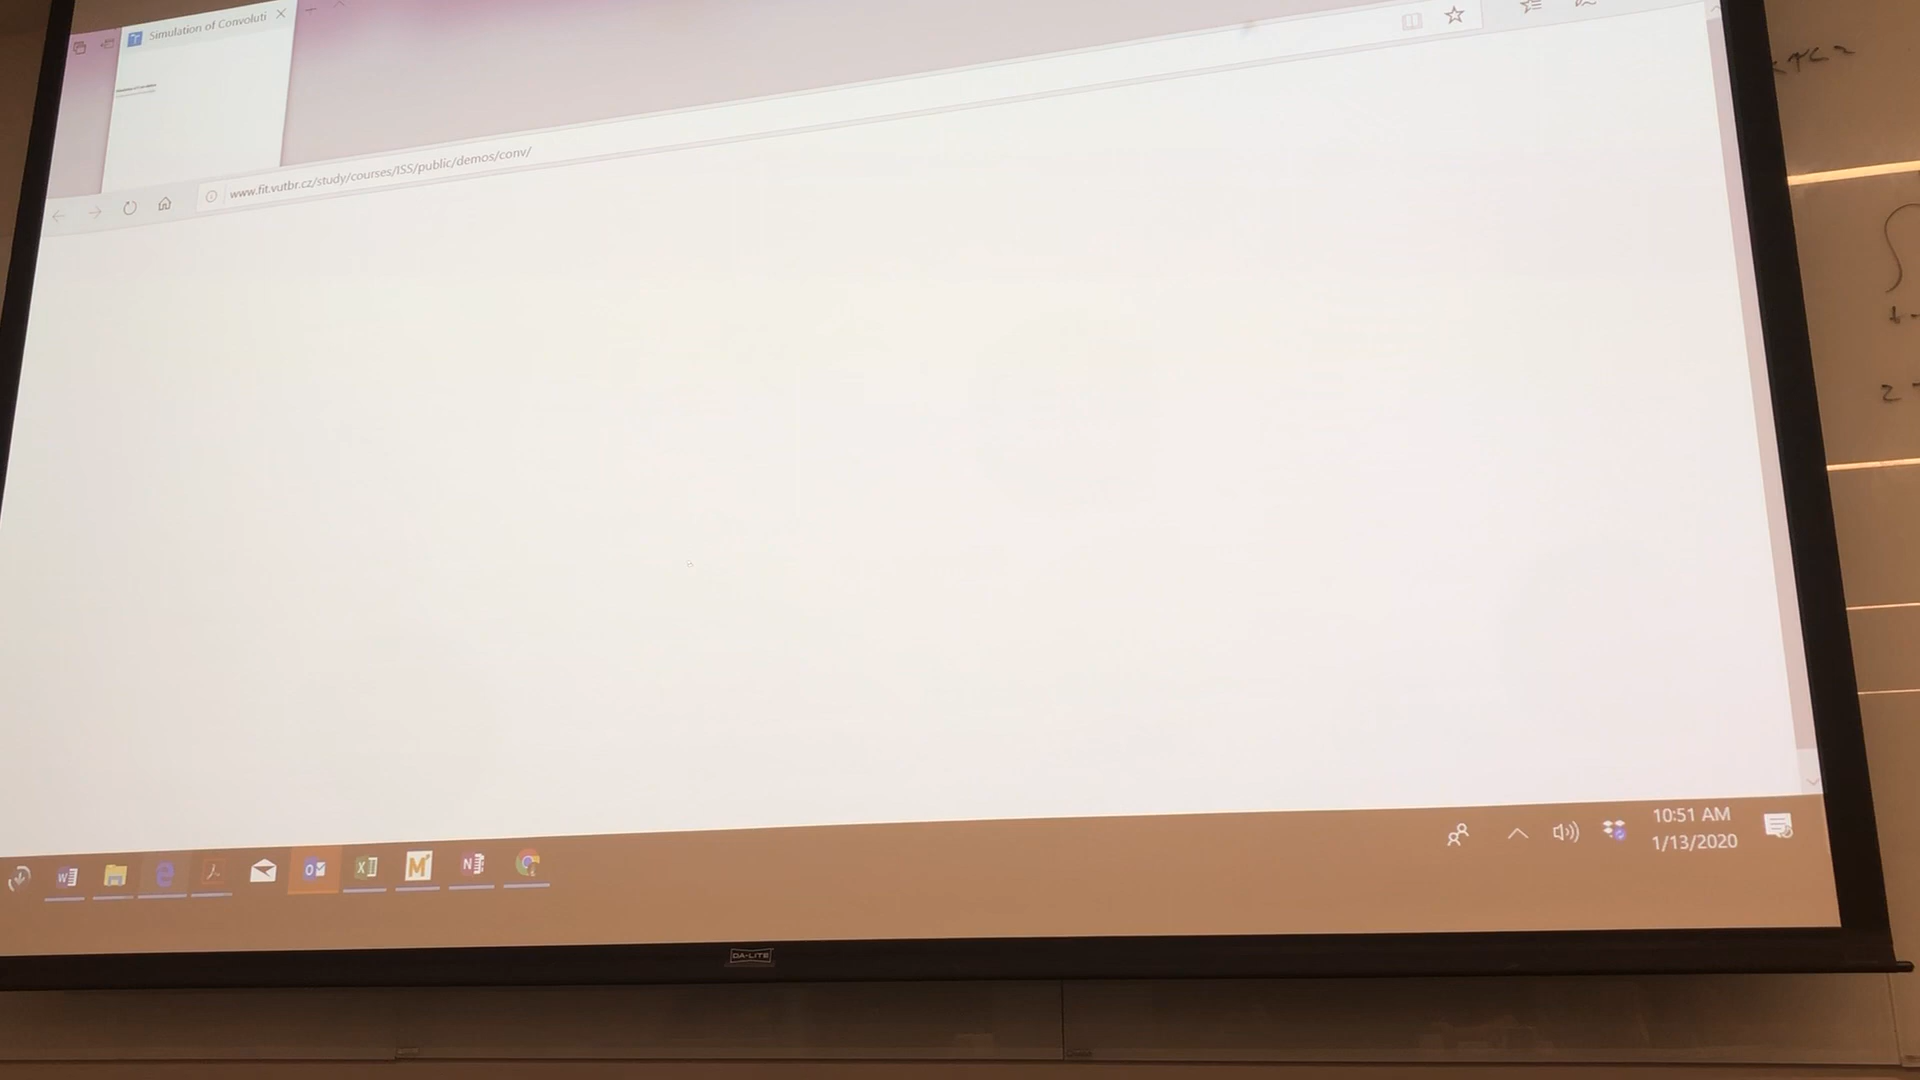 Simulation of Convoluti
www.fit.vutbr.cz/study/courses/ISS/public/demos/conv/
10:51 AM
1/13/2020
DA-LITE